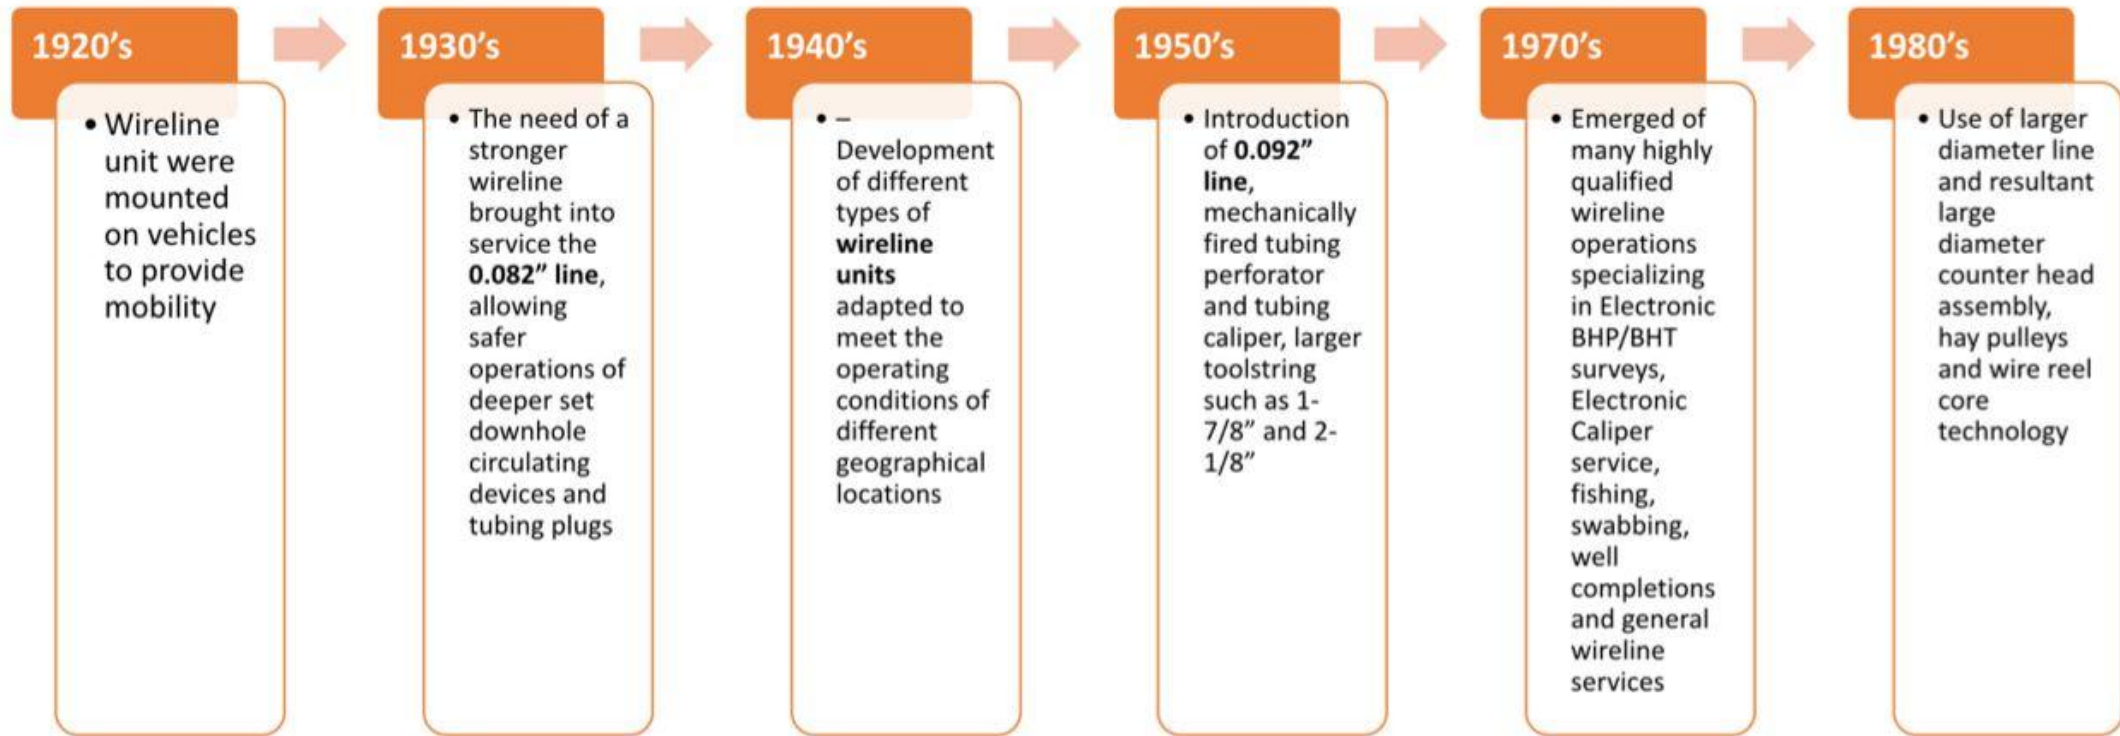 1920’s
• Wireline
unit were
mounted
on vehicles
to provide
mobility
1930’s
• The need of a
stronger
wireline
brought into
service the
0.082” line,
allowing
safer
operations of
deeper set
downhole
circulating
devices and
tubing plugs
1940’s
• –
Development
of different
types of
wireline
units
adapted to
meet the
operating
conditions of
different
geographical
locations
1950’s
• Introduction
of 0.092”
line,
mechanically
fired tubing
perforator
and tubing
caliper, larger
toolstring
such as 1-
7/8” and 2-
1/8”
1970’s
• Emerged of
many highly
qualified
wireline
operations
specializing
in Electronic
BHP/BHT
surveys,
Electronic
Caliper
service,
fishing,
swabbing,
well
completions
and general
wireline
services
1980’s
• Use of larger
diameter line
and resultant
large
diameter
counter head
assembly,
hay pulleys
and wire reel
core
technology